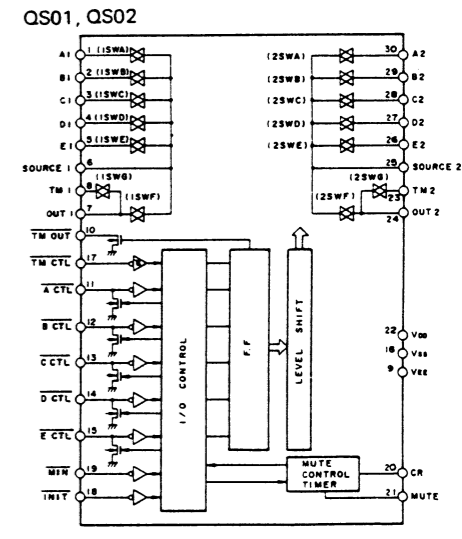 QS01, QS02
A1 1 (1SWA) (2SWA) 30 A2
B1 2 (1SWB) (2SWB) 29 B2
C1 3 (1SWC) (2SWC) 28 C2
D1 4 (1SWD) (2SWD) 27 D2
E1 5 (1SWE) (2SWE) 26 E2
SOURCE 1 6 25 SOURCE 2
(1SWG) (2SWG)
TM 1 8 23 TM 2
(1SWF) (2SWF)
OUT 1 7 24 OUT 2
TM OUT 10
TM CTL 17
A CTL 11
B CTL 12
C CTL 13
D CTL 14
E CTL 15
MIN 19
INIT 18
I/O CONTROL
F.F
LEVEL SHIFT
22 VDD
16 VSS
9 VEE
MUTE
CONTROL
TIMER
20 CR
21 MUTE